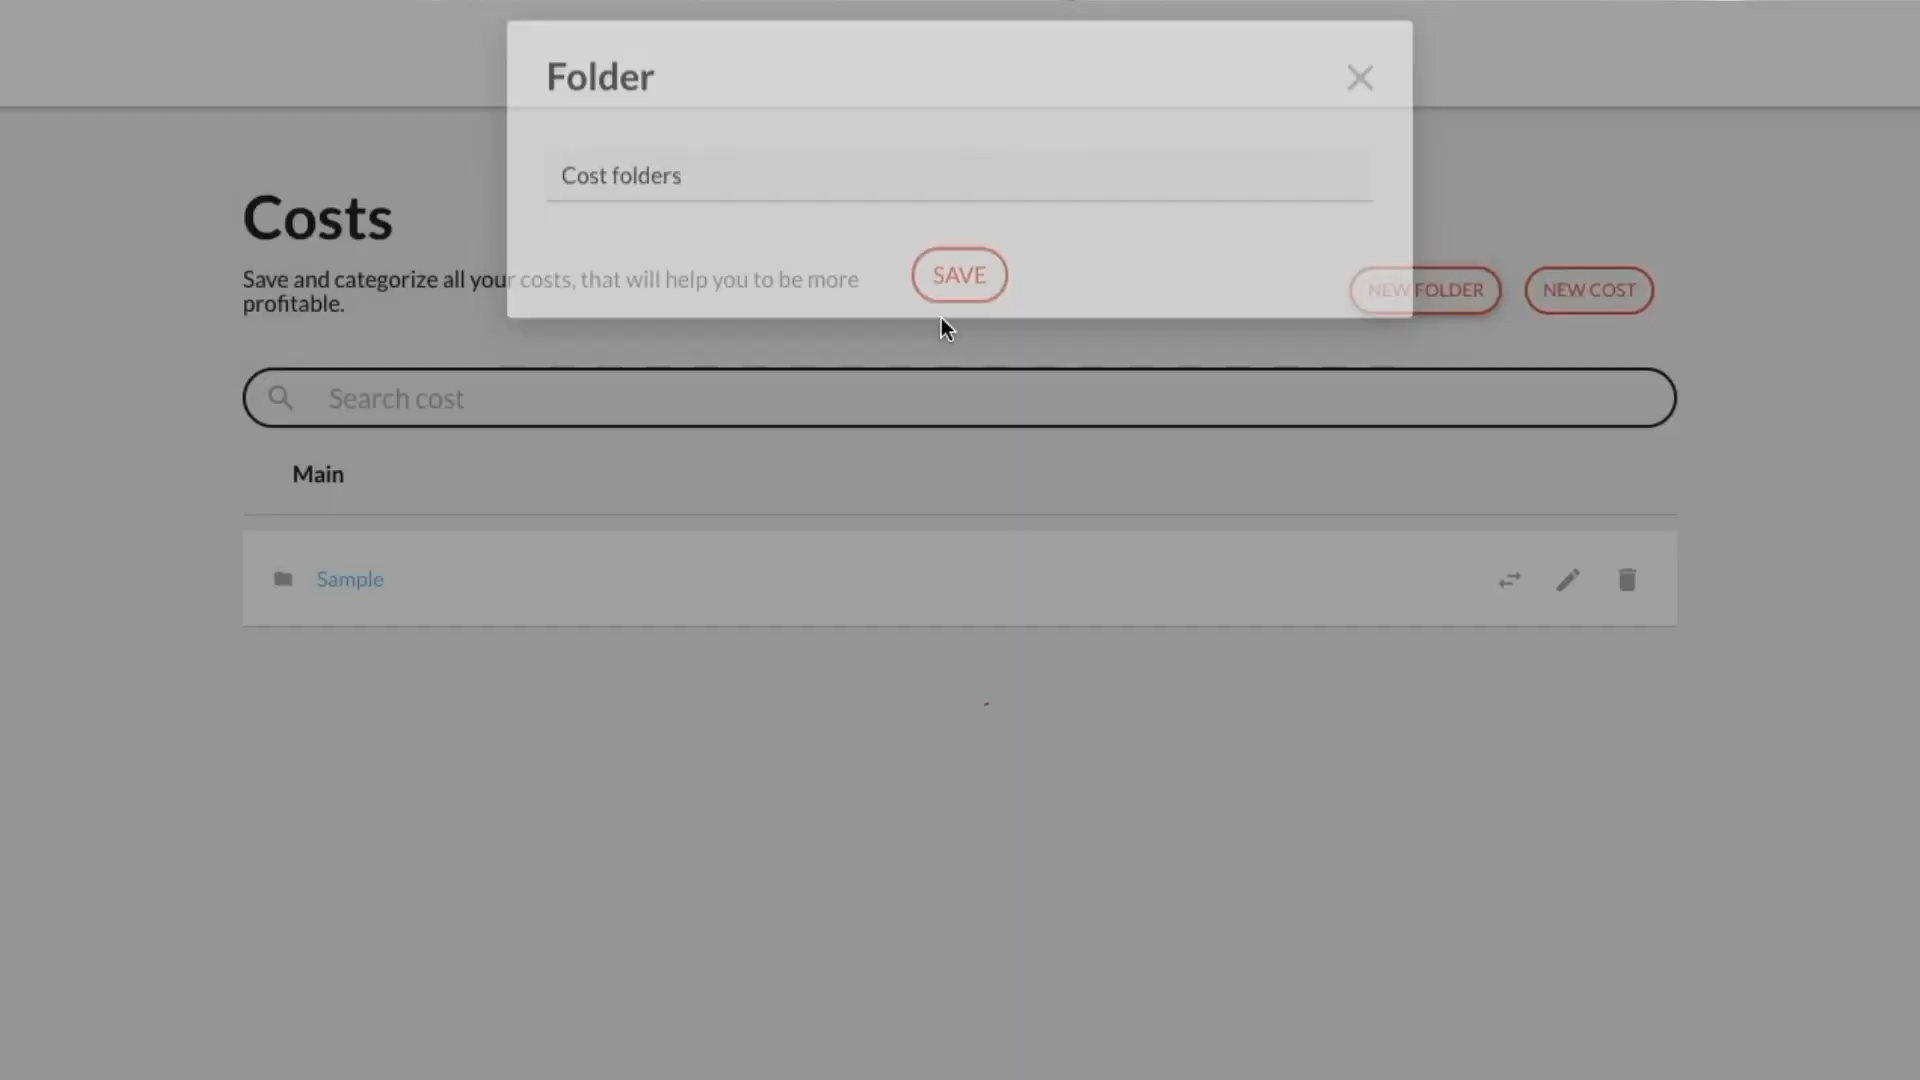 Folder
Cost folders
SAVE
Costs
Save and categorize all your costs, that will help you to be more
profitable.
NEW FOLDER
NEW COST
Search cost
Main
Sample